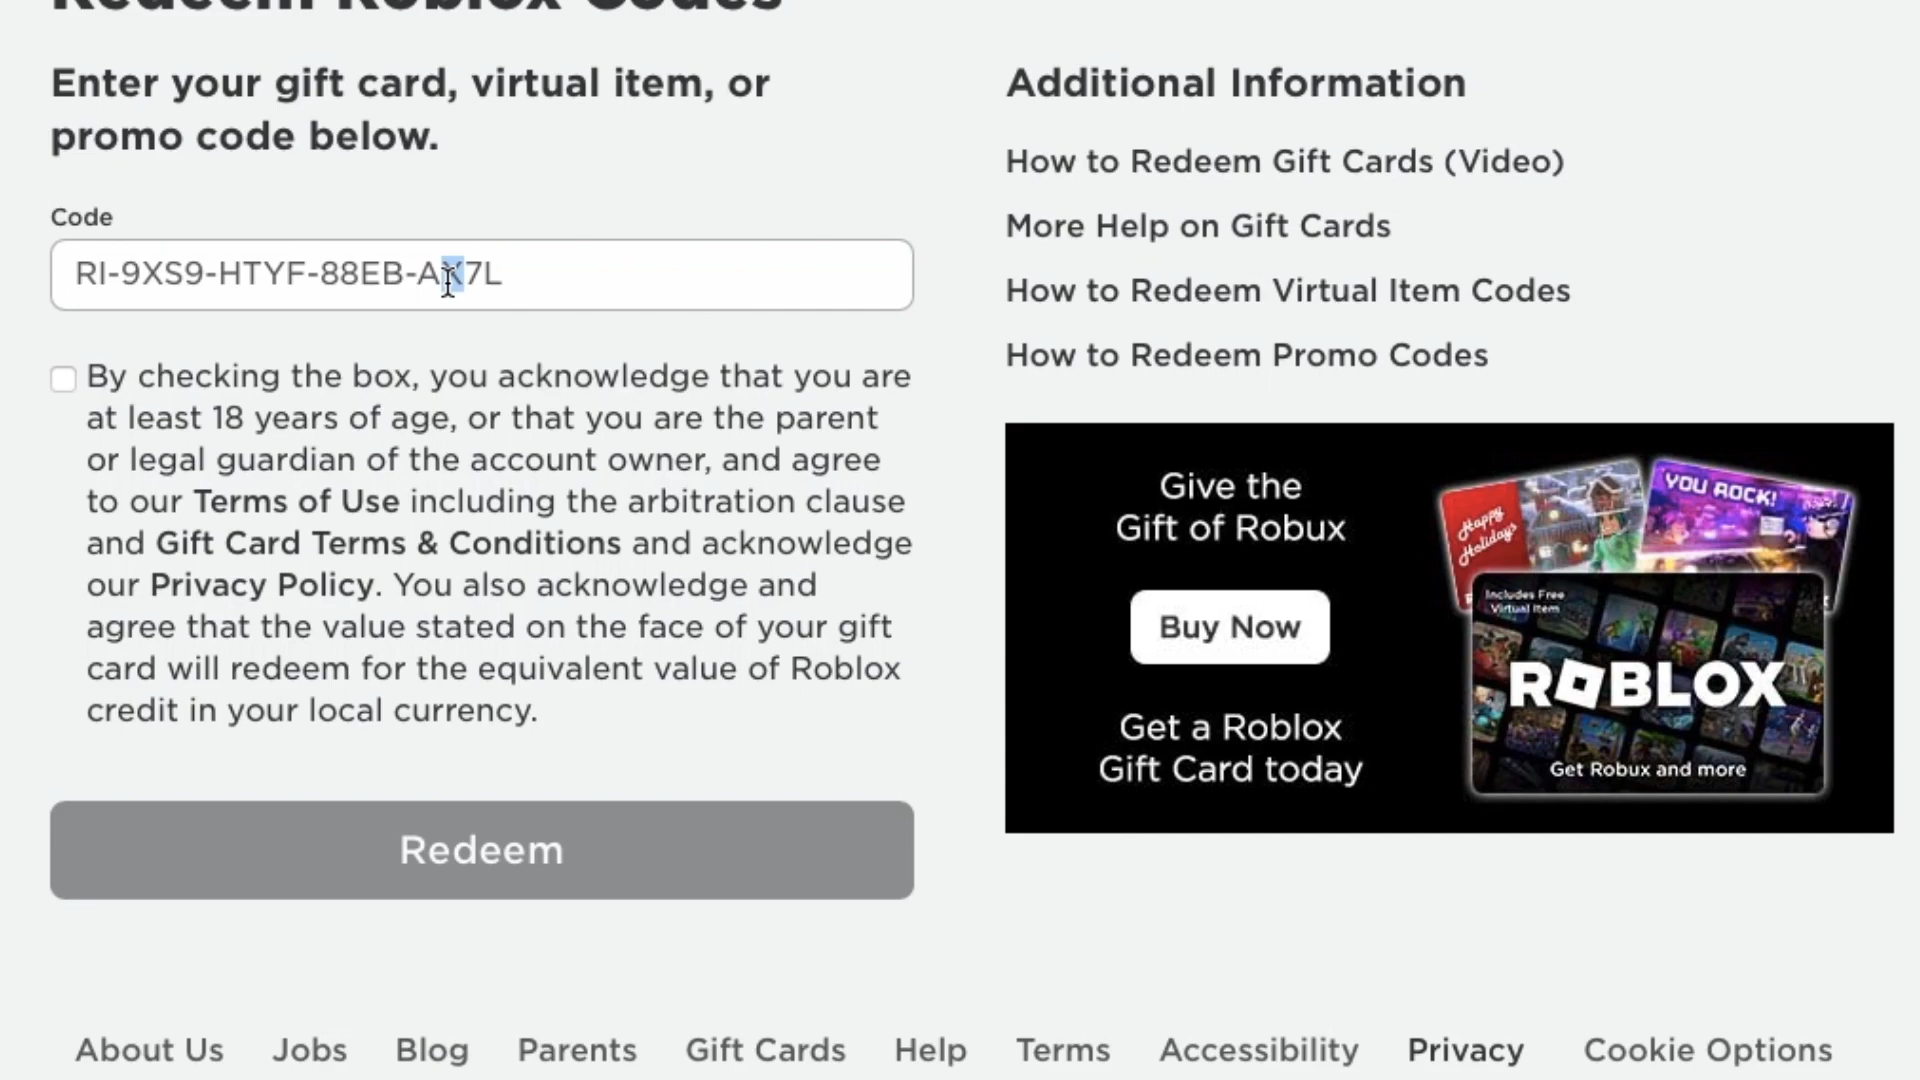 Redeem Roblox Codes
Enter your gift card, virtual item, or
promo code below.
Code
RI-9XS9-HTYF-88EB-AX7L
By checking the box, you acknowledge that you are
at least 18 years of age, or that you are the parent
or legal guardian of the account owner, and agree
to our Terms of Use including the arbitration clause
and Gift Card Terms & Conditions and acknowledge
our Privacy Policy. You also acknowledge and
agree that the value stated on the face of your gift
card will redeem for the equivalent value of Roblox
credit in your local currency.
Redeem
Additional Information
How to Redeem Gift Cards (Video)
More Help on Gift Cards
How to Redeem Virtual Item Codes
How to Redeem Promo Codes
Give the
Gift of Robux
Buy Now
Get a Roblox
Gift Card today
Happy
Holidays
YOU ROCK!
Includes Free
Virtual Item
ROBLOX
Get Robux and more
About Us Jobs Blog Parents Gift Cards Help Terms Accessibility Privacy Cookie Options